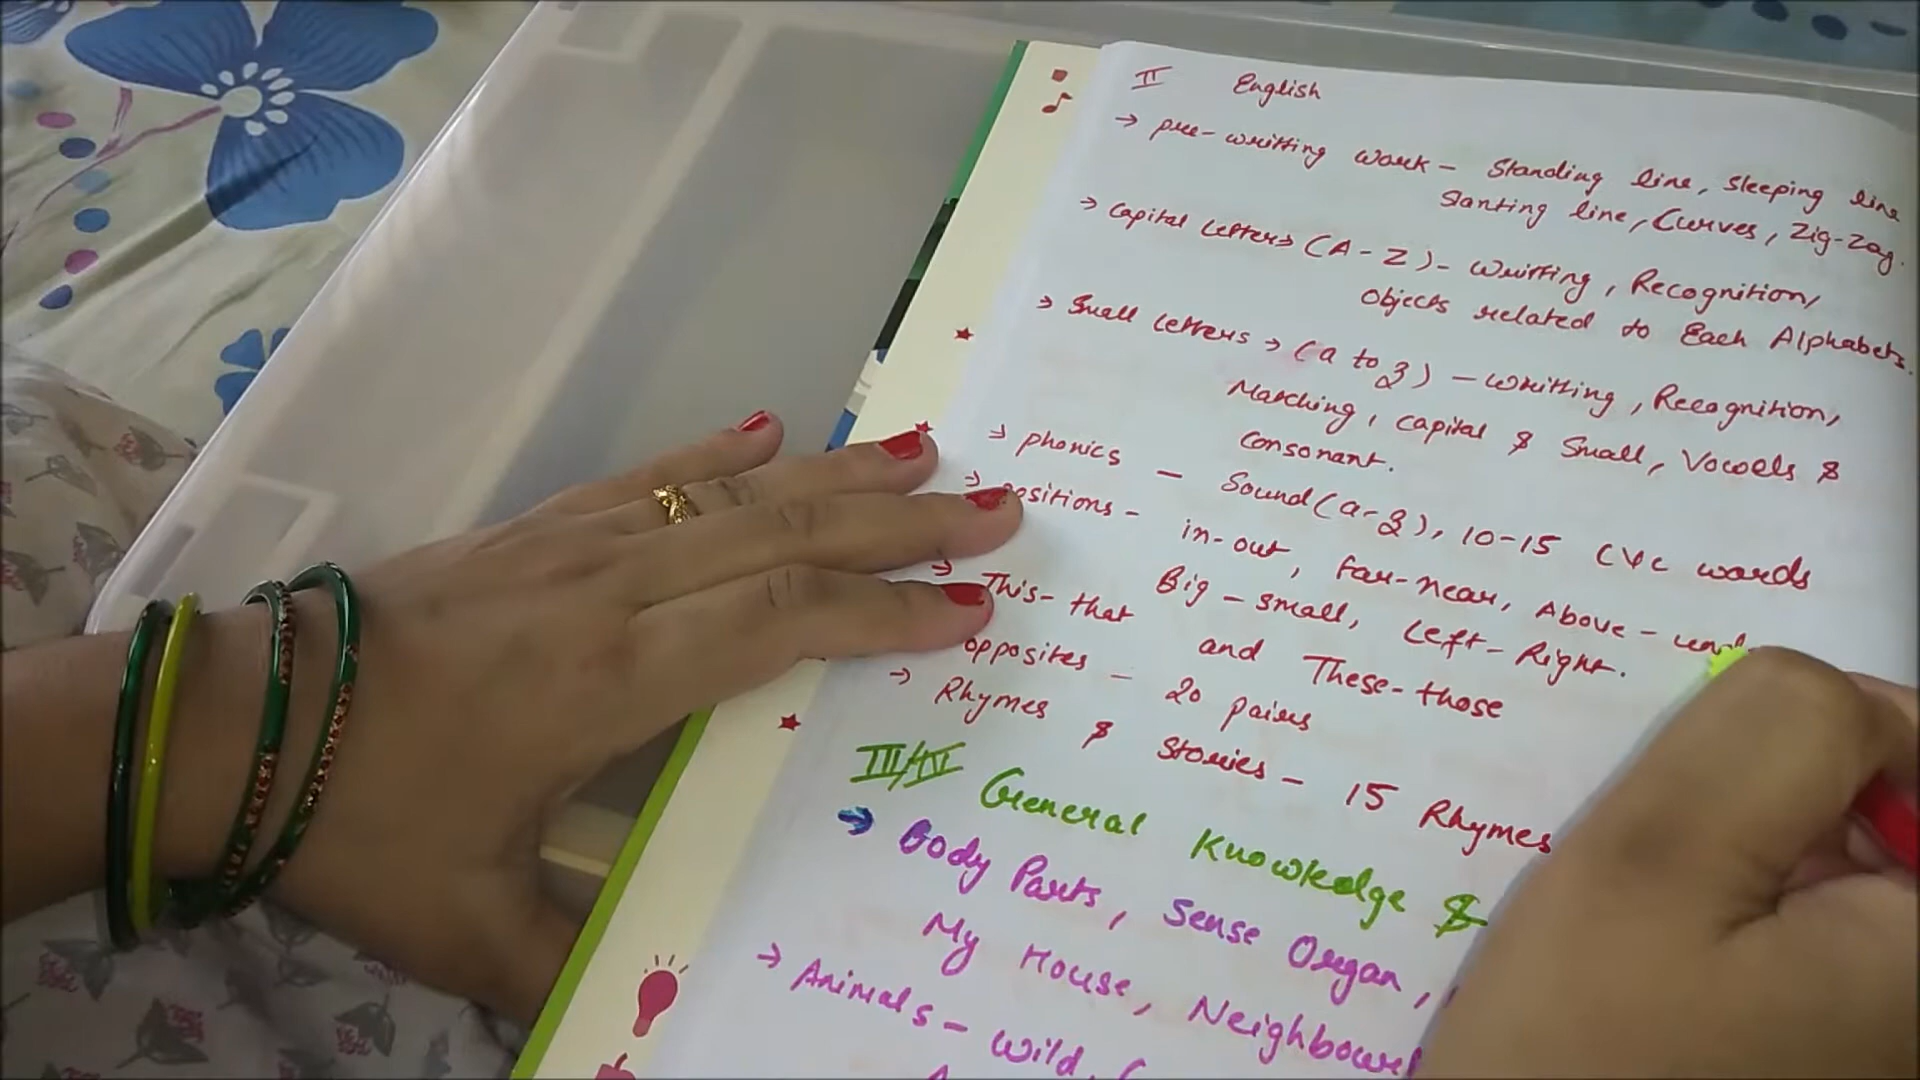 II English
→ pre-writting work - Standing line, Sleeping line
Slanting line, Curves, Zig-Zag.
→ Capital Letters (A-Z) - Writting, Recognition,
Objects related to Each Alphabets.
→ Small Letters → (a to z) - Writting, Recognition,
Matching, Capital & Small, Vowels &
Consonant.
→ phonics - Sound (a-z), 10-15 CVC words
→ positions - in-out, Far-near, Above-
Big - small, Left-Right.
→ This-that and These-those
opposites - 20 pairs
→ Rhymes & Stories - 15 Rhymes
General Knowledge &
→ Body Parts, Sense Organ,
My House,
→ Animals - Wild,